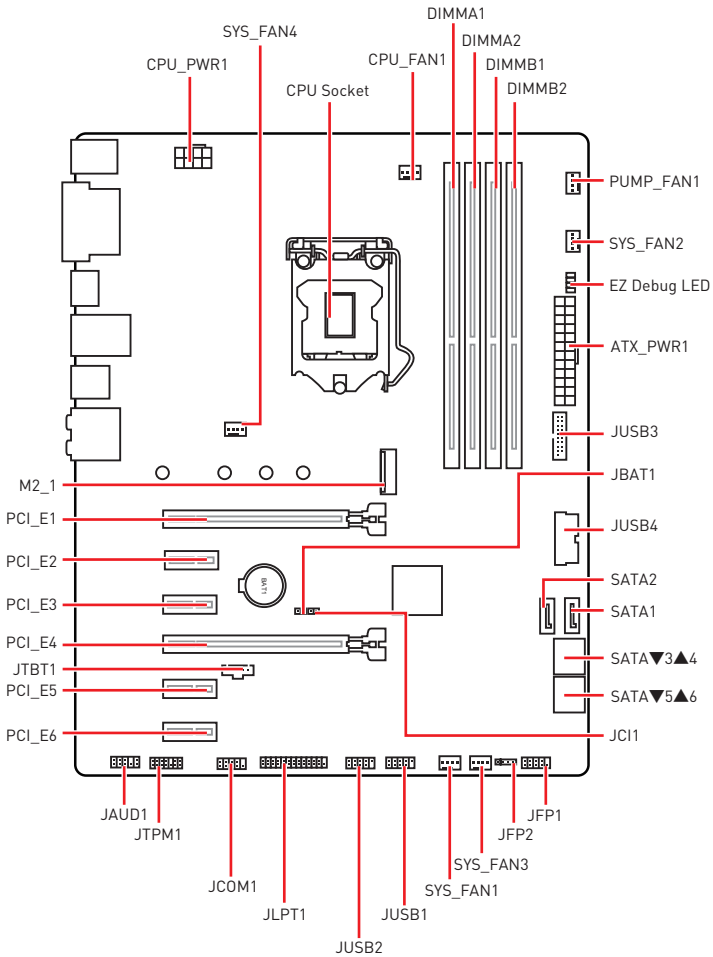 DIMMA1
SYS_FAN4
DIMMA2
CPU_PWR1
CPU_FAN1
DIMMB1
CPU Socket
DIMMB2
PUMP_FAN1
SYS_FAN2
EZ Debug LED
ATX_PWR1
JUSB3
JBAT1
M2_1
PCI_E1
JUSB4
PCI_E2
SATA2
BAT1
PCI_E3
SATA1
PCI_E4
SATA▼3▲4
JTBT1
PCI_E5
SATA▼5▲6
PCI_E6
JCI1
JAUD1
JFP1
JTPM1
JFP2
SYS_FAN3
JCOM1
SYS_FAN1
JLPT1
JUSB1
JUSB2